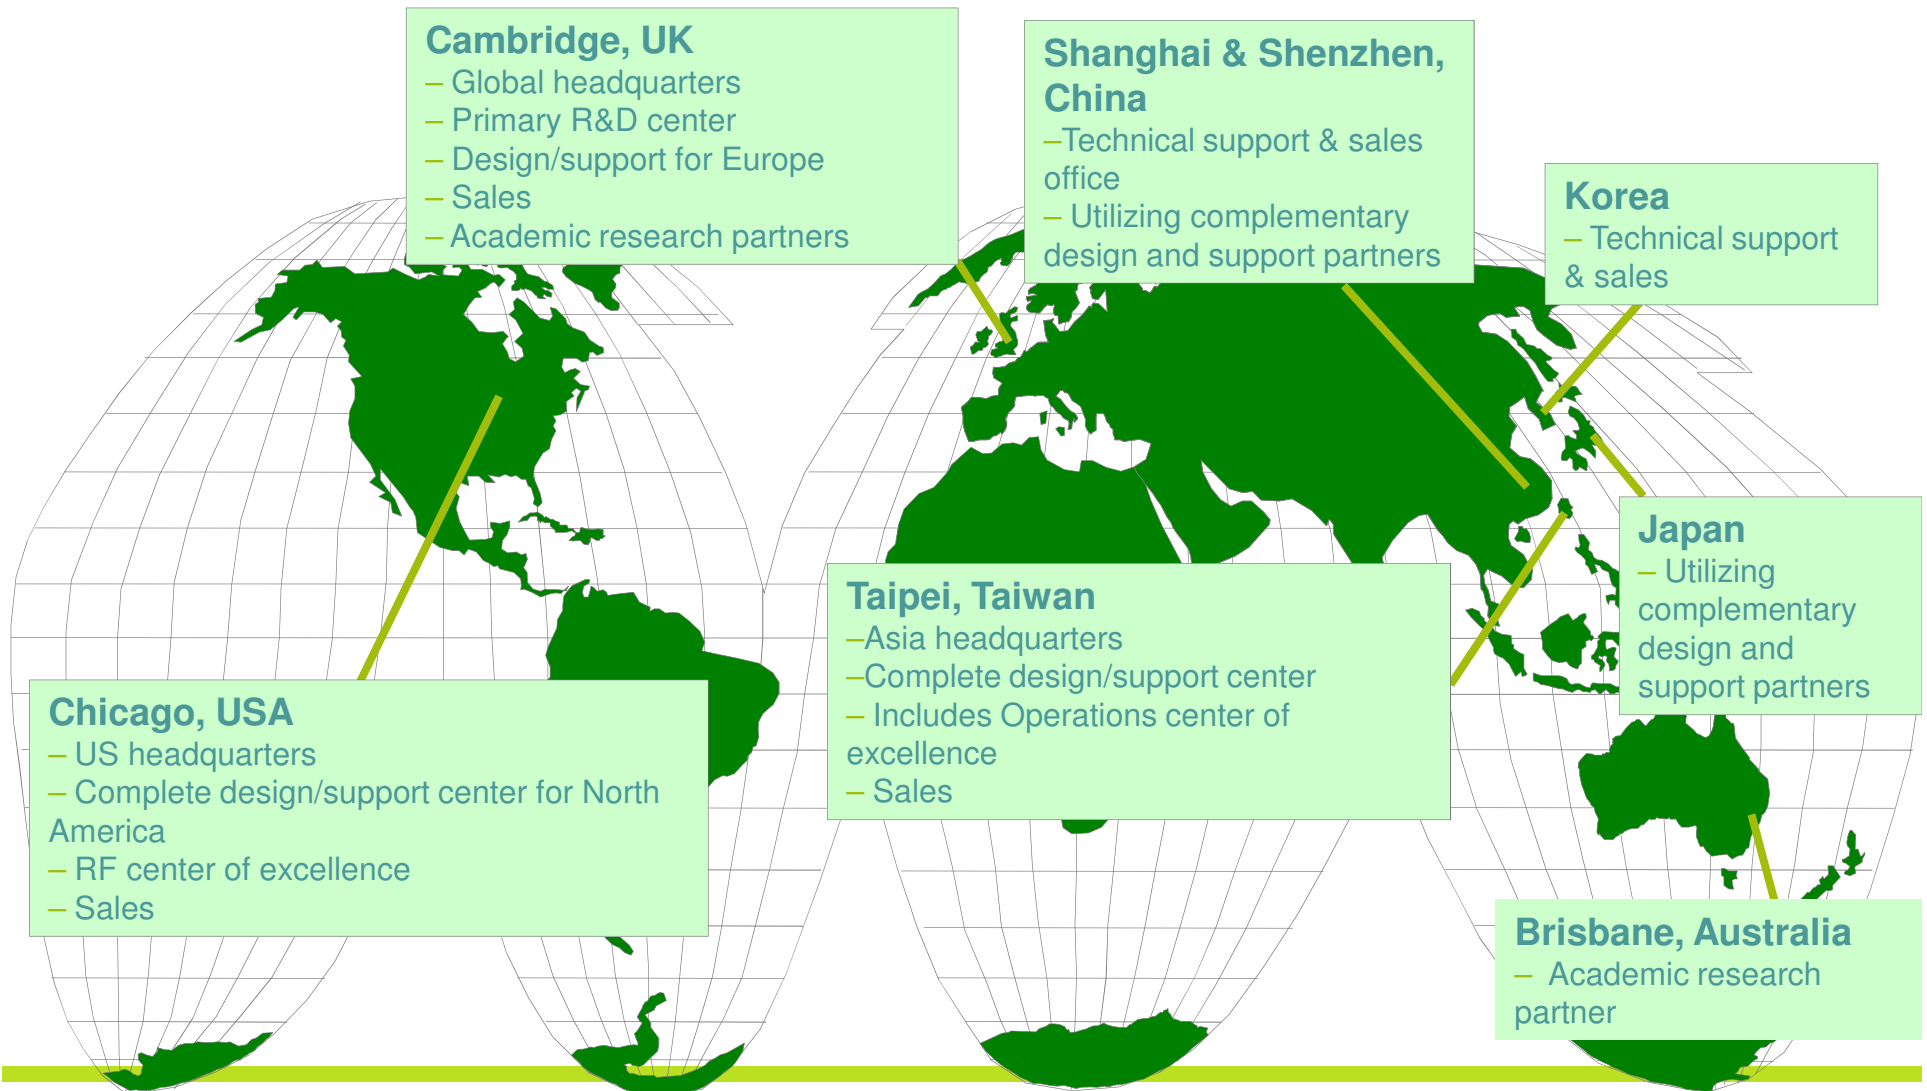 Cambridge, UK
– Global headquarters
– Primary R&D center
– Design/support for Europe
– Sales
– Academic research partners
Shanghai & Shenzhen,
China
–Technical support & sales
office
– Utilizing complementary
design and support partners
Korea
– Technical support
& sales
Japan
– Utilizing
complementary
design and
support partners
Taipei, Taiwan
–Asia headquarters
–Complete design/support center
– Includes Operations center of
excellence
– Sales
Chicago, USA
– US headquarters
– Complete design/support center for North
America
– RF center of excellence
– Sales
Brisbane, Australia
– Academic research
partner